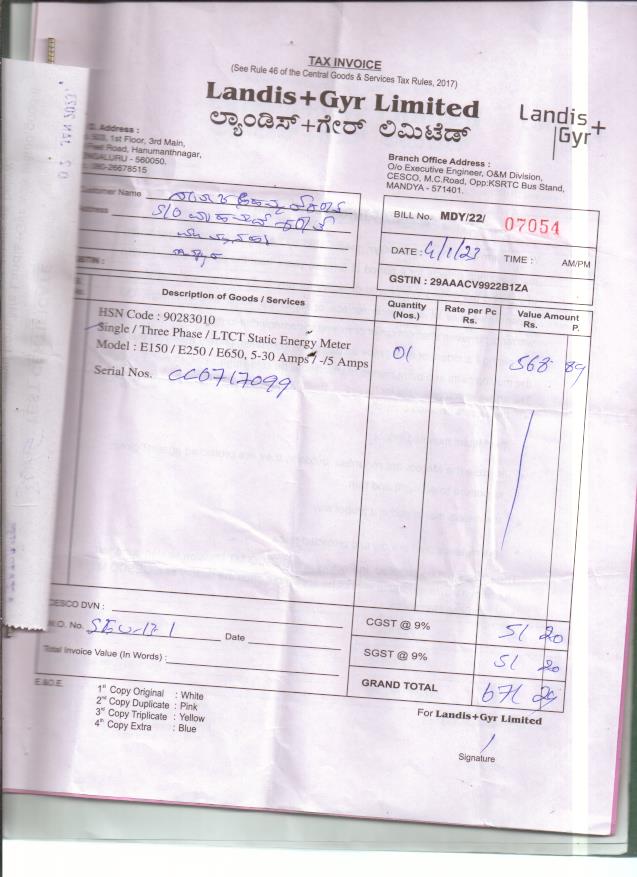 TAX INVOICE
(See Rule 46 of the Central Goods & Services Tax Rules, 2017)
Landis+Gyr Limited
ಲ್ಯಾಂಡಿಸ್+ಗೇರ್ ಲಿಮಿಟೆಡ್
Landis+
Gyr
Address :
1st Floor, 3rd Main,
Feet Road, Hanumanthnagar,
- 560050.
26678515
Branch Office Address :
O/o Executive Engineer, O&M Division,
CESCO, M.C.Road, Opp:KSRTC Bus Stand,
MANDYA - 571401.
Customer Name
S/O
BILL No. MDY/22/ 07054
DATE : 4/1/23 TIME : AM/PM
GSTIN : 29AAACV9922B1ZA
Description of Goods / Services Quantity (Nos.) Rate per Pc Rs. Value Amount Rs. P.
HSN Code : 90283010
Single / Three Phase / LTCT Static Energy Meter
Model : E150 / E250 / E650, 5-30 Amps / -/5 Amps 01 568 89
Serial Nos. CC0717099
CESCO DVN :
Date
CGST @ 9% 51 20
Total Invoice Value (In Words) : SGST @ 9% 51 20
GRAND TOTAL 671 29
E.&O.E.
1st Copy Original : White
2nd Copy Duplicate : Pink
3rd Copy Triplicate : Yellow
4th Copy Extra : Blue
For Landis+Gyr Limited
Signature